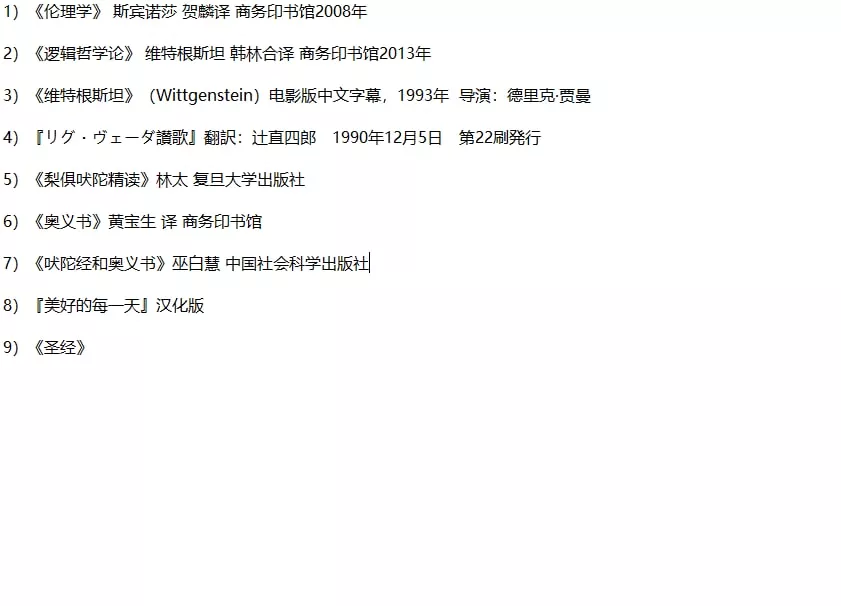 1）《伦理学》 斯宾诺莎 贺麟译 商务印书馆2008年
2）《逻辑哲学论》 维特根斯坦 韩林合译 商务印书馆2013年
3）《维特根斯坦》（Wittgenstein）电影版中文字幕，1993年  导演：德里克·贾曼
4）『リグ・ヴェーダ讃歌』翻訳：辻直四郎　1990年12月5日　第22刷発行
5）《梨俱吠陀精读》林太 复旦大学出版社
6）《奥义书》黄宝生 译 商务印书馆
7）《吠陀经和奥义书》巫白慧 中国社会科学出版社
8）『美好的每一天』汉化版
9）《圣经》